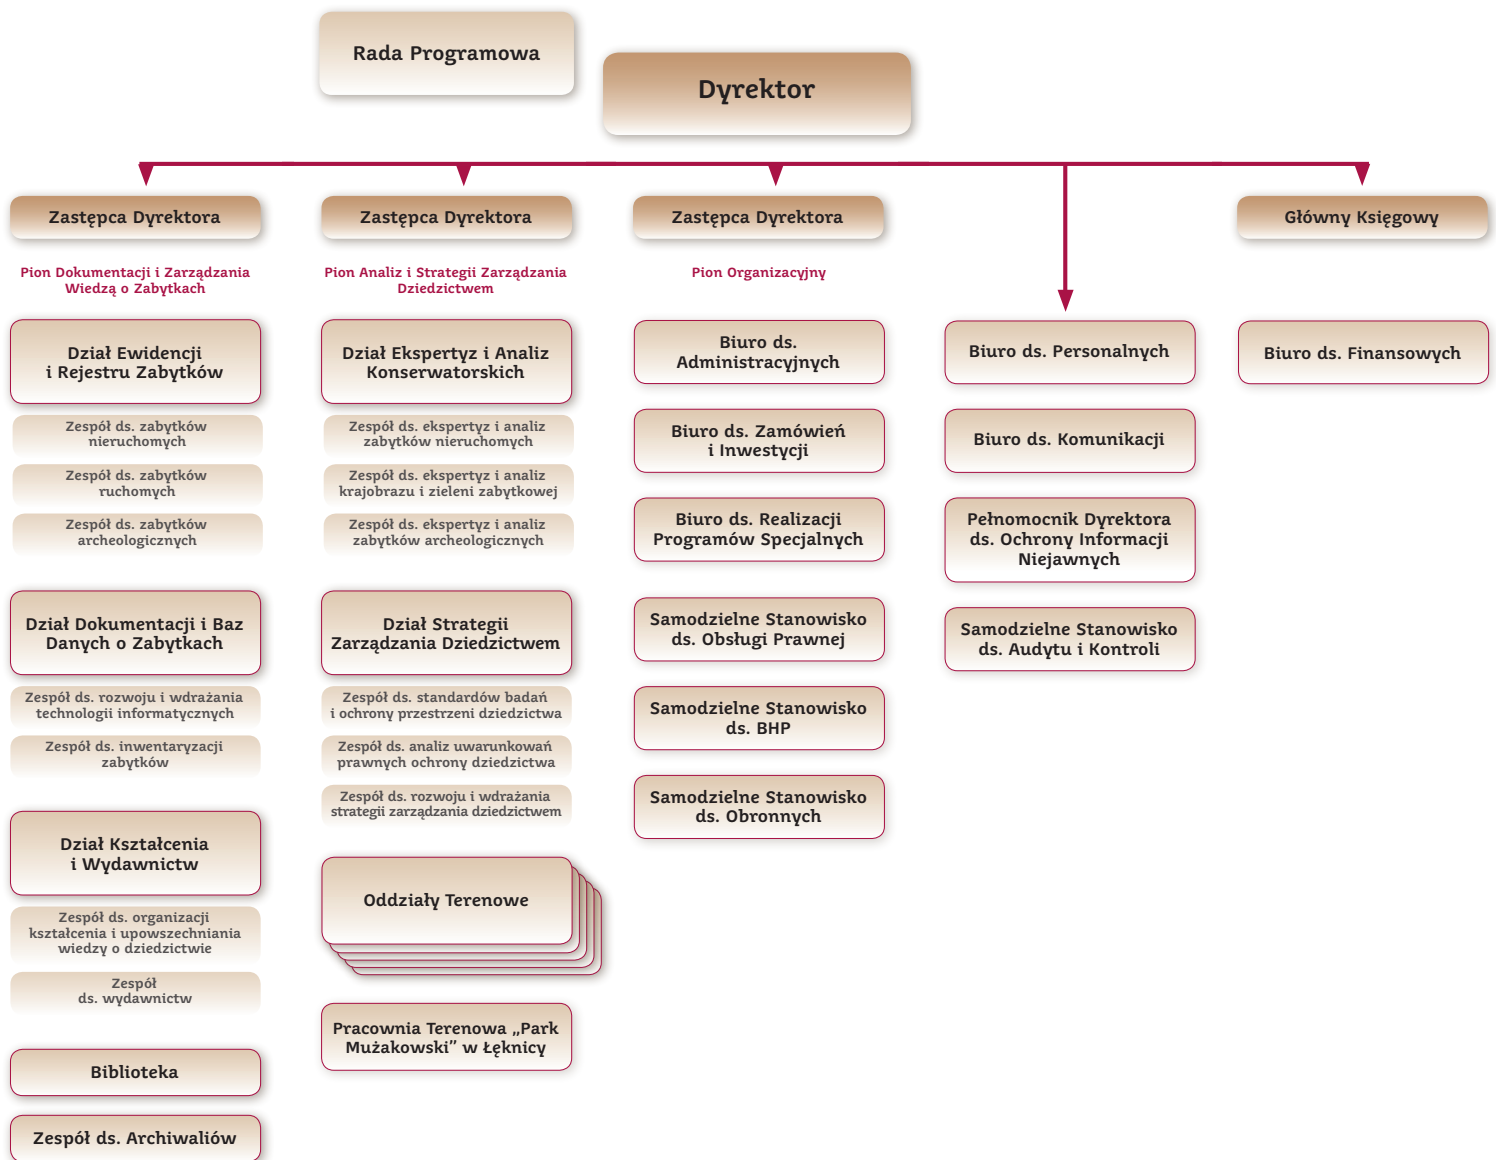 Rada Programowa
Dyrektor
Zastępca Dyrektora
Pion Dokumentacji i Zarządzania
Wiedzą o Zabytkach
Dział Ewidencji
i Rejestru Zabytków
Zespół ds. zabytków
nieruchomych
Zespół ds. zabytków
ruchomych
Zespół ds. zabytków
archeologicznych
Dział Dokumentacji i Baz
Danych o Zabytkach
Zespół ds. rozwoju i wdrażania
technologii informatycznych
Zespół ds. inwentaryzacji
zabytków
Dział Kształcenia
i Wydawnictw
Zespół ds. organizacji
kształcenia i upowszechniania
wiedzy o dziedzictwie
Zespół
ds. wydawnictw
Biblioteka
Zespół ds. Archiwaliów
Zastępca Dyrektora
Pion Analiz i Strategii Zarządzania
Dziedzictwem
Dział Ekspertyz i Analiz
Konserwatorskich
Zespół ds. ekspertyz i analiz
zabytków nieruchomych
Zespół ds. ekspertyz i analiz
krajobrazu i zieleni zabytkowej
Zespół ds. ekspertyz i analiz
zabytków archeologicznych
Dział Strategii
Zarządzania Dziedzictwem
Zespół ds. standardów badań
i ochrony przestrzeni dziedzictwa
Zespół ds. analiz uwarunkowań
prawnych ochrony dziedzictwa
Zespół ds. rozwoju i wdrażania
strategii zarządzania dziedzictwem
Oddziały Terenowe
Pracownia Terenowa „Park
Mużakowski” w Łęknicy
Zastępca Dyrektora
Pion Organizacyjny
Biuro ds.
Administracyjnych
Biuro ds. Zamówień
i Inwestycji
Biuro ds. Realizacji
Programów Specjalnych
Samodzielne Stanowisko
ds. Obsługi Prawnej
Samodzielne Stanowisko
ds. BHP
Samodzielne Stanowisko
ds. Obronnych
Biuro ds. Personalnych
Biuro ds. Komunikacji
Pełnomocnik Dyrektora
ds. Ochrony Informacji
Niejawnych
Samodzielne Stanowisko
ds. Audytu i Kontroli
Główny Księgowy
Biuro ds. Finansowych